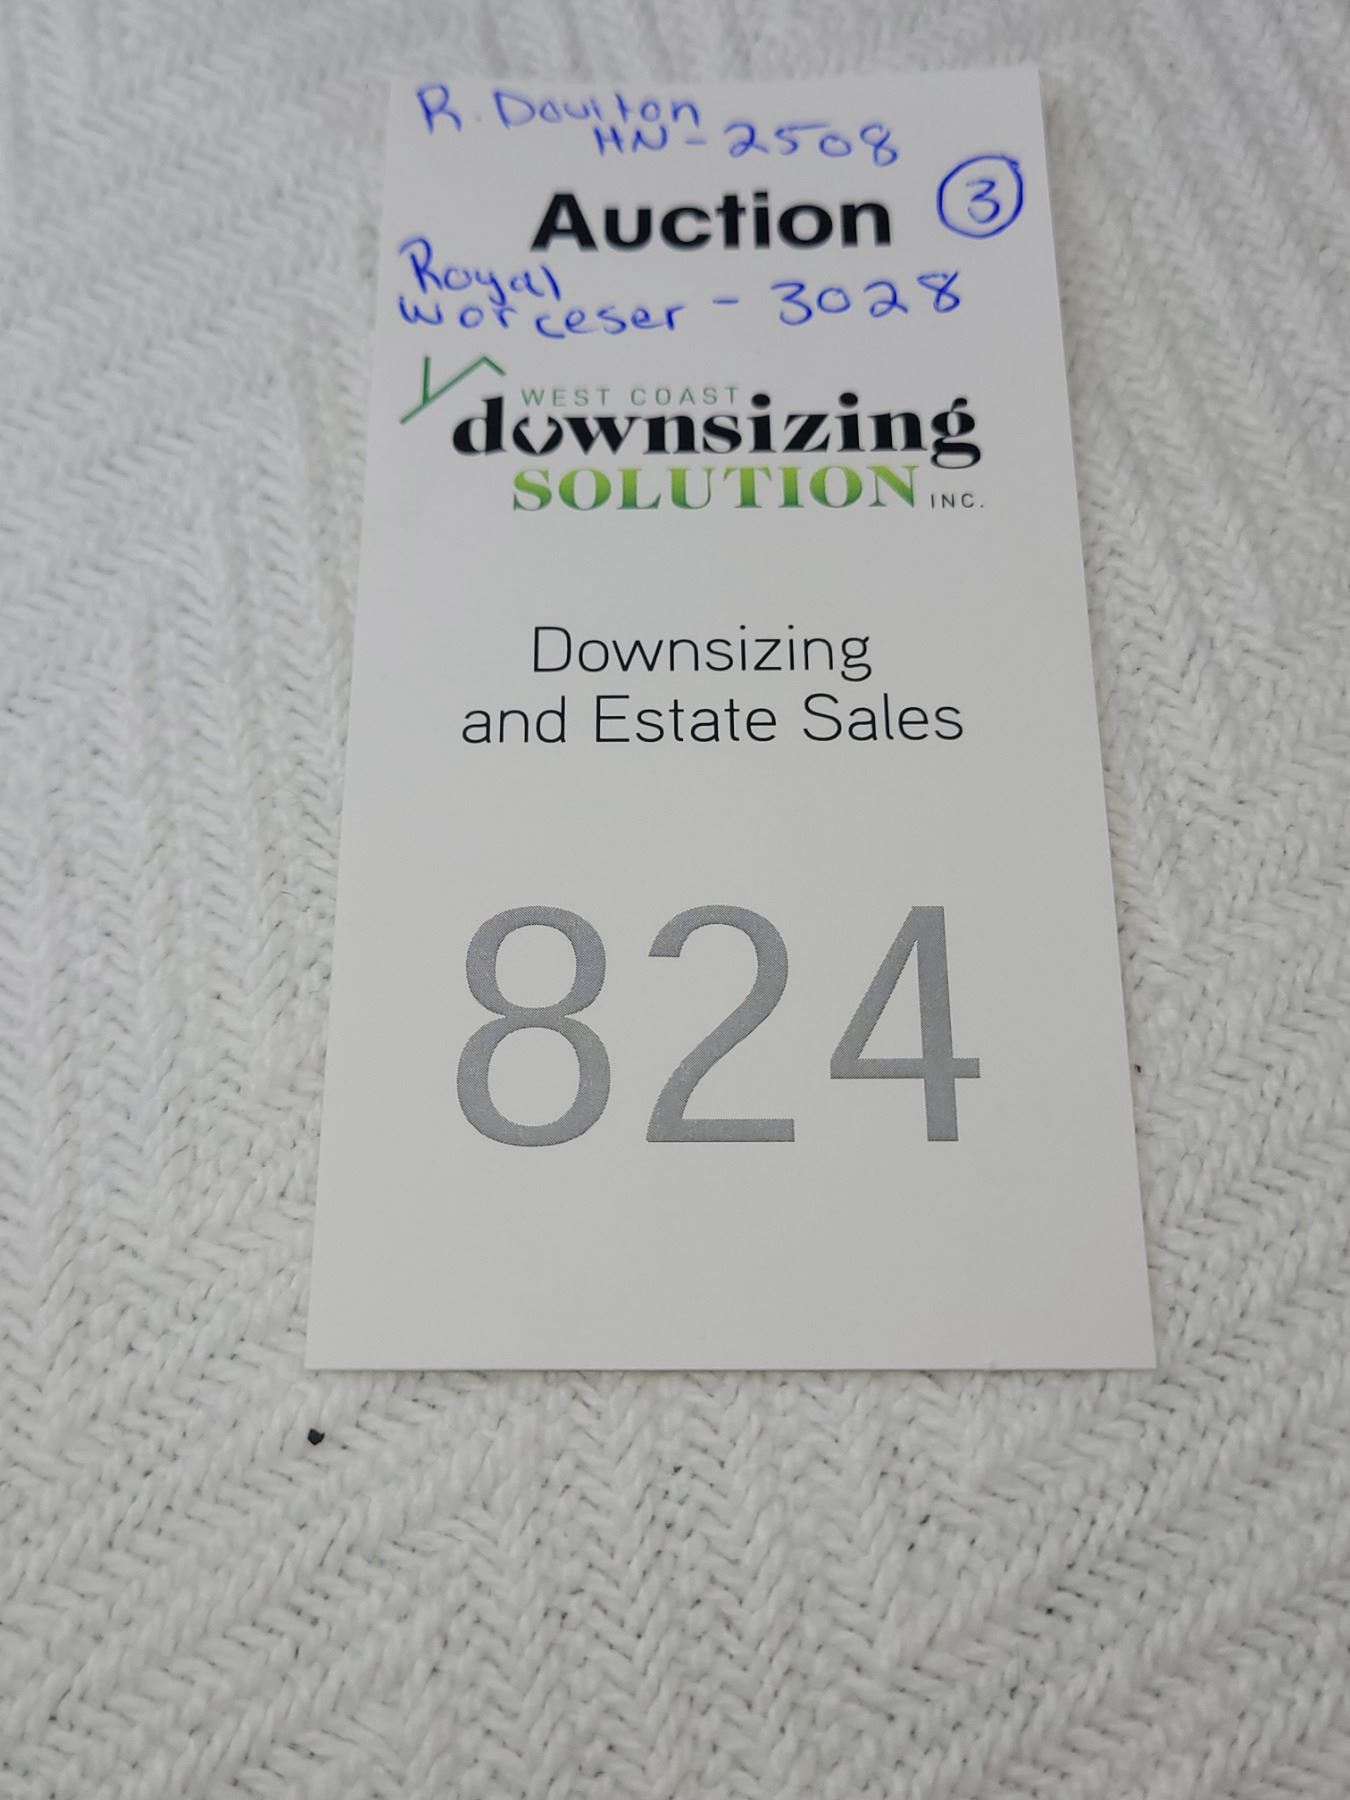 R. Doulton
HN - 2508
Auction
3
Royal
Worceser - 3028
WEST COAST
downsizing
SOLUTION INC.
Downsizing
and Estate Sales
824